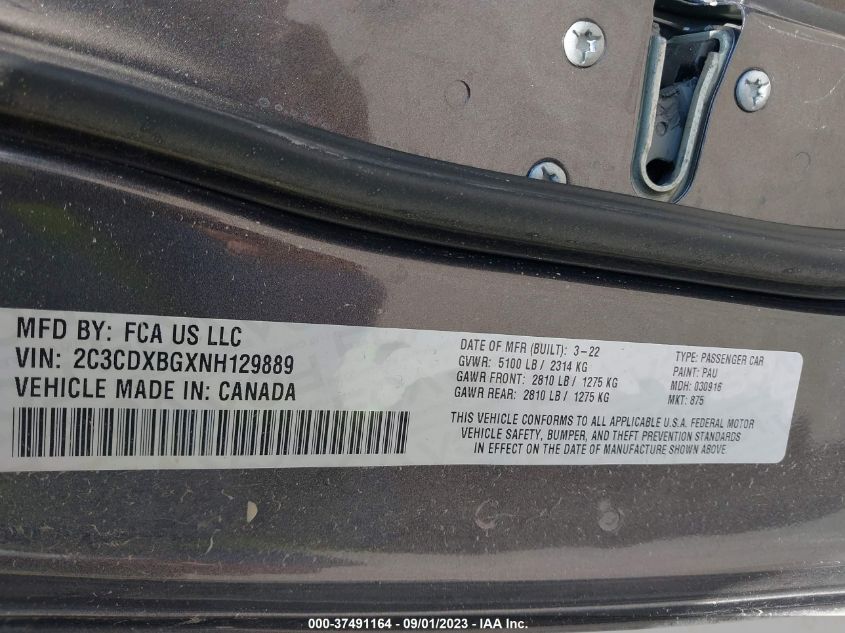 MFD BY: FCA US LLC
VIN: 2C3CDXBGXNH129889
VEHICLE MADE IN: CANADA
DATE OF MFR (BUILT): 3-22
GVWR: 5100 LB / 2314 KG
GAWR FRONT: 2810 LB / 1275 KG
GAWR REAR: 2810 LB / 1275 KG
TYPE: PASSENGER CAR
PAINT: PAU
MDH: 030916
MKT: 875
THIS VEHICLE CONFORMS TO ALL APPLICABLE U.S.A. FEDERAL MOTOR
VEHICLE SAFETY, BUMPER, AND THEFT PREVENTION STANDARDS
IN EFFECT ON THE DATE OF MANUFACTURE SHOWN ABOVE
000-37491164 - 09/01/2023 - IAA Inc.